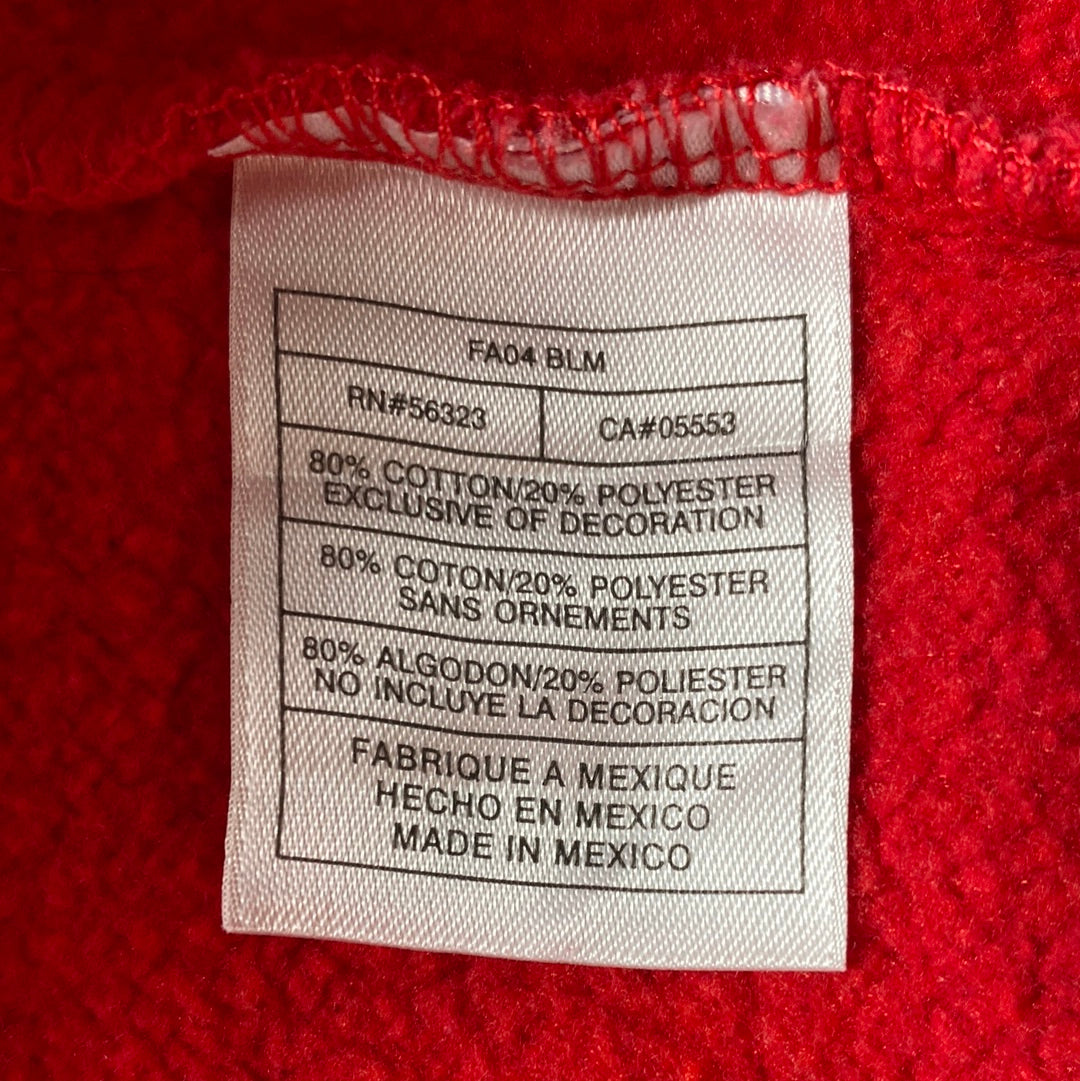 FA04 BLM
RN#56323
CA#05553
80% COTTON/20% POLYESTER
EXCLUSIVE OF DECORATION
80% COTON/20% POLYESTER
SANS ORNEMENTS
80% ALGODON/20% POLIESTER
NO INCLUYE LA DECORACION
FABRIQUE A MEXIQUE
HECHO EN MEXICO
MADE IN MEXICO